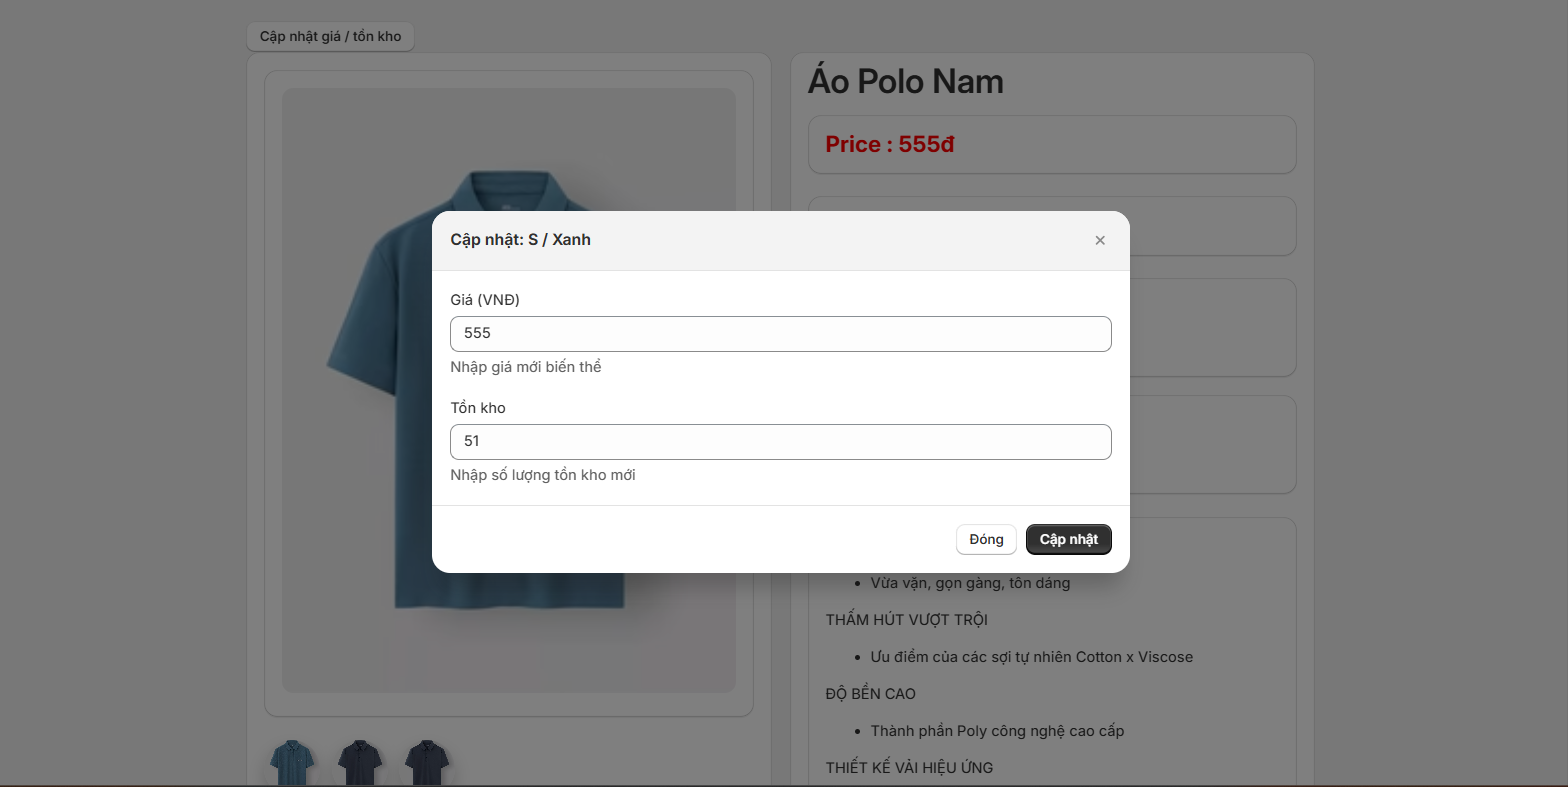 Cập nhật giá / tồn kho
Áo Polo Nam
Price : 555đ
Cập nhật: S / Xanh
Giá (VNĐ)
555
Nhập giá mới biến thể
Tồn kho
51
Nhập số lượng tồn kho mới
Đóng
Cập nhật
Vừa vặn, gọn gàng, tôn dáng
THẤM HÚT VƯỢT TRỘI
Ưu điểm của các sợi tự nhiên Cotton x Viscose
ĐỘ BỀN CAO
Thành phần Poly công nghệ cao cấp
THIẾT KẾ VẢI HIỆU ỨNG